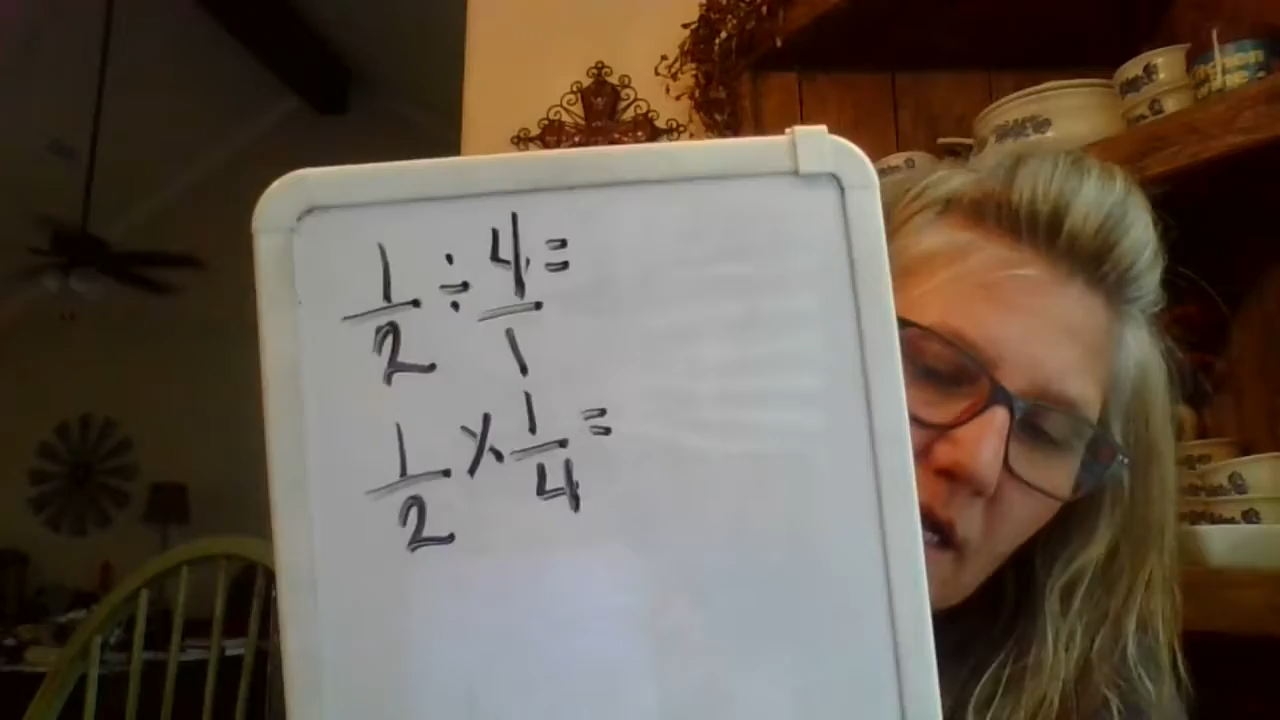 1/2 ÷ 4/1 =
1/2 x 1/4 =